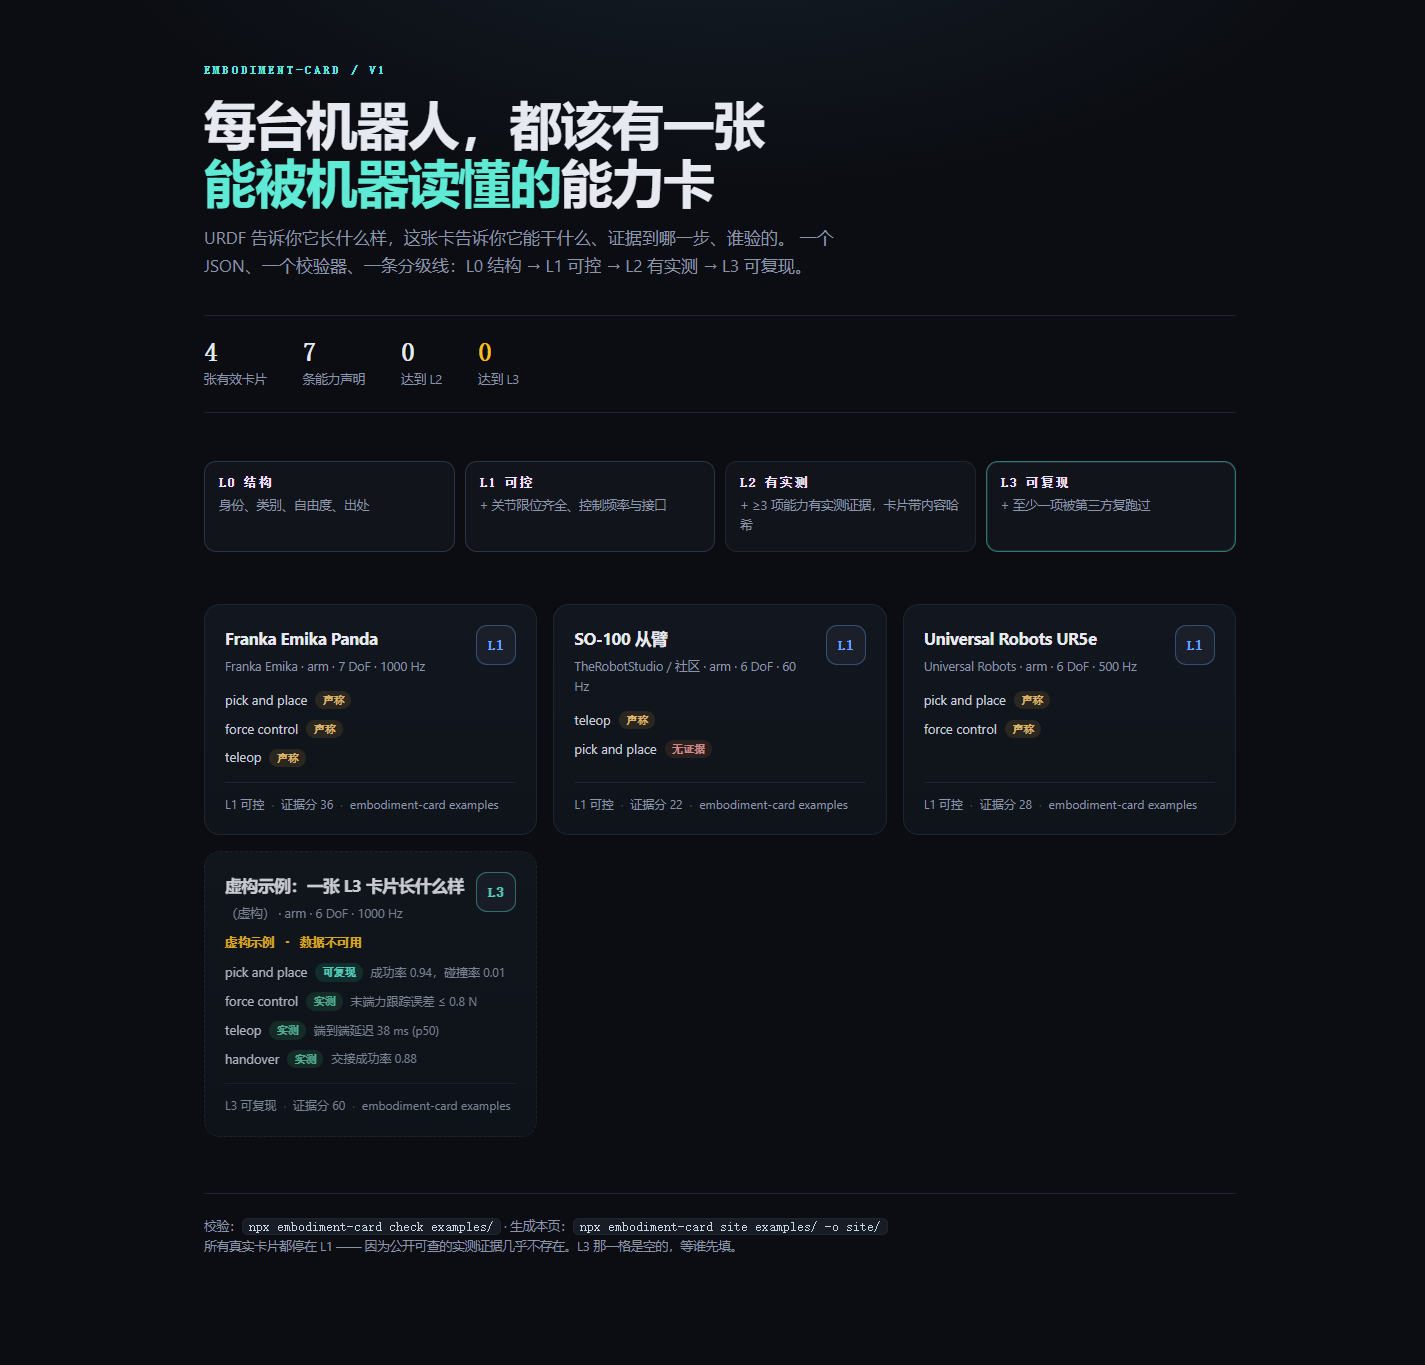 EMBODIMENT-CARD / V1
每台机器人，都该有一张
能被机器读懂的能力卡
URDF 告诉你它长什么样，这张卡告诉你它能干什么、证据到哪一步、谁验的。 一个
JSON、一个校验器、一条分级线：L0 结构 → L1 可控 → L2 有实测 → L3 可复现。
4
张有效卡片
7
条能力声明
0
达到 L2
0
达到 L3
L0 结构
身份、类别、自由度、出处
L1 可控
+ 关节限位齐全、控制频率与接口
L2 有实测
+ ≥3 项能力有实测证据，卡片带内容哈
希
L3 可复现
+ 至少一项被第三方复跑过
Franka Emika Panda
L1
Franka Emika · arm · 7 DoF · 1000 Hz
pick and place 声称
force control 声称
teleop 声称
L1 可控 · 证据分 36 · embodiment-card examples
SO-100 从臂
L1
TheRobotStudio / 社区 · arm · 6 DoF · 60
Hz
teleop 声称
pick and place 无证据
L1 可控 · 证据分 22 · embodiment-card examples
Universal Robots UR5e
L1
Universal Robots · arm · 6 DoF · 500 Hz
pick and place 声称
force control 声称
L1 可控 · 证据分 28 · embodiment-card examples
虚构示例：一张 L3 卡片长什么样
L3
（虚构） · arm · 6 DoF · 1000 Hz
虚构示例 · 数据不可用
pick and place 可复现 成功率 0.94，碰撞率 0.01
force control 实测 末端力跟踪误差 ≤ 0.8 N
teleop 实测 端到端延迟 38 ms (p50)
handover 实测 交接成功率 0.88
L3 可复现 · 证据分 60 · embodiment-card examples
校验： npx embodiment-card check examples/ · 生成本页： npx embodiment-card site examples/ -o site/
所有真实卡片都停在 L1 —— 因为公开可查的实测证据几乎不存在。L3 那一格是空的，等谁先填。